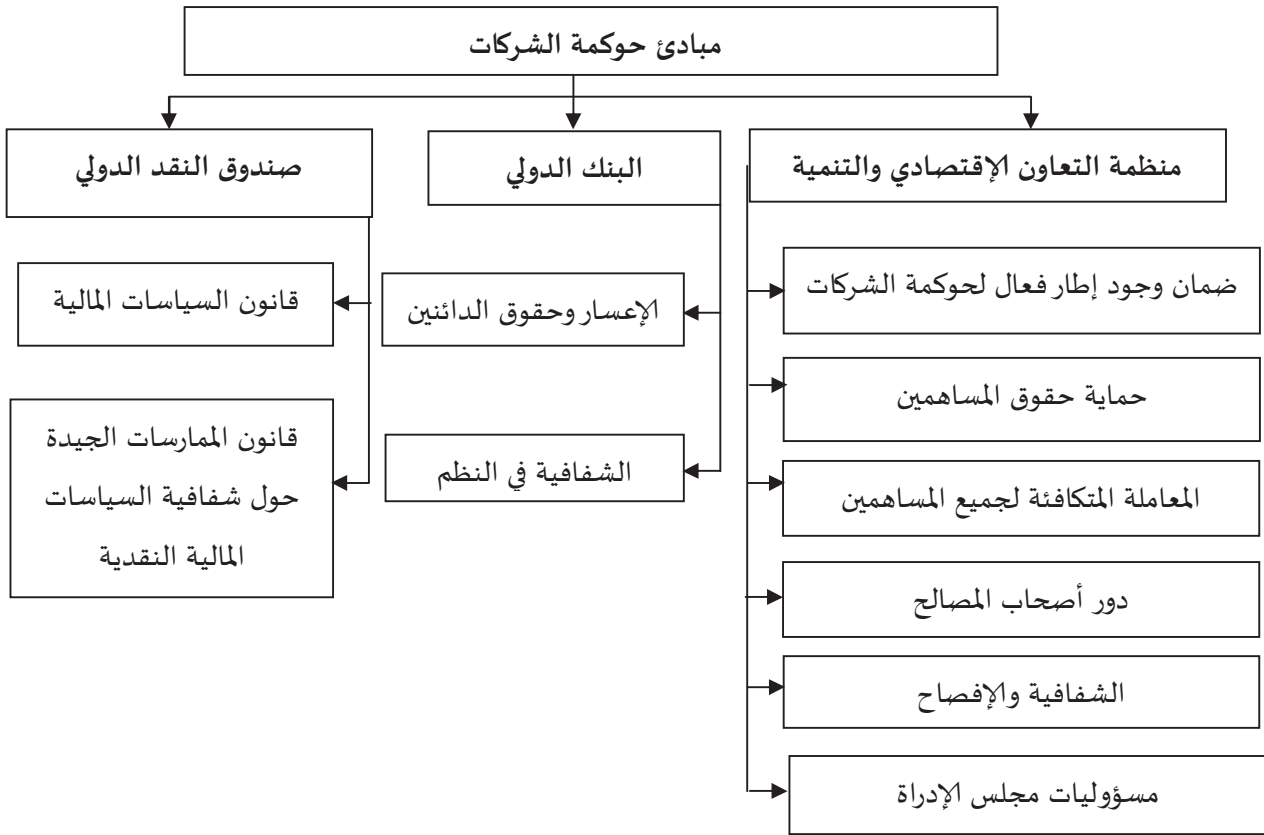 مبادئ حوكمة الشركات
منظمة التعاون الإقتصادي والتنمية
البنك الدولي
صندوق النقد الدولي
ضمان وجود إطار فعال لحوكمة الشركات
حماية حقوق المساهمين
المعاملة المتكافئة لجميع المساهمين
دور أصحاب المصالح
الشفافية والإفصاح
مسؤوليات مجلس الإدراة
الإعسار وحقوق الدائنين
الشفافية في النظم
قانون السياسات المالية
قانون الممارسات الجيدة
حول شفافية السياسات
المالية النقدية